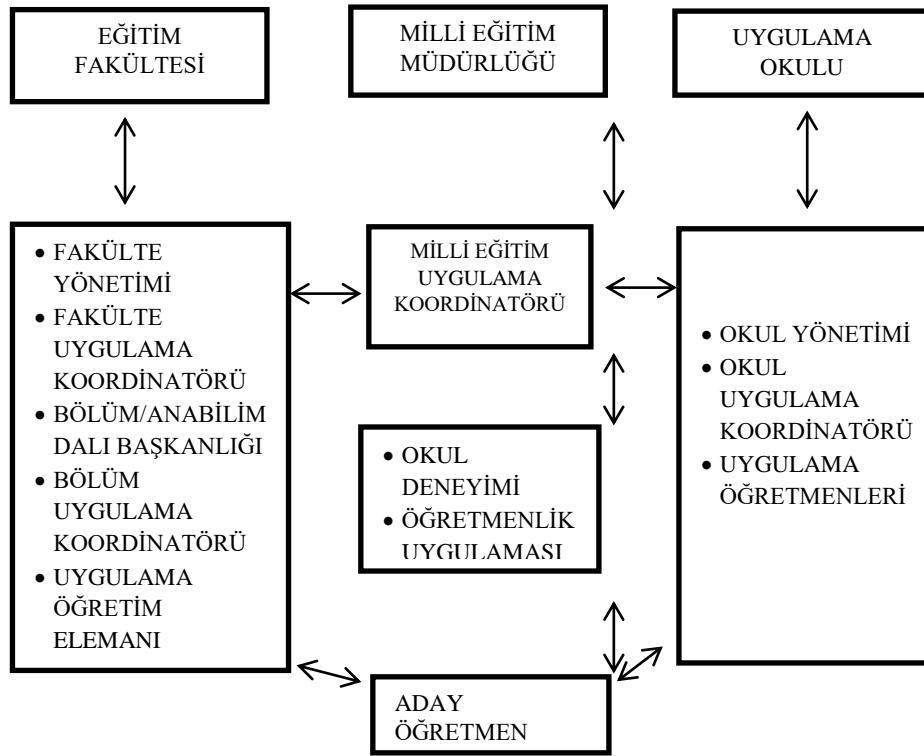 EĞİTİM
FAKÜLTESİ
MİLLİ EĞİTİM
MÜDÜRLÜĞÜ
UYGULAMA
OKULU
• FAKÜLTE
YÖNETİMİ
• FAKÜLTE
UYGULAMA
KOORDİNATÖRÜ
• BÖLÜM/ANABİLİM
DALI BAŞKANLIĞI
• BÖLÜM
UYGULAMA
KOORDİNATÖRÜ
• UYGULAMA
ÖĞRETİM
ELEMANI
MİLLİ EĞİTİM
UYGULAMA
KOORDİNATÖRÜ
• OKUL
DENEYİMİ
• ÖĞRETMENLİK
UYGULAMASI
• OKUL YÖNETİMİ
• OKUL
UYGULAMA
KOORDİNATÖRÜ
• UYGULAMA
ÖĞRETMENLERİ
ADAY
ÖĞRETMEN